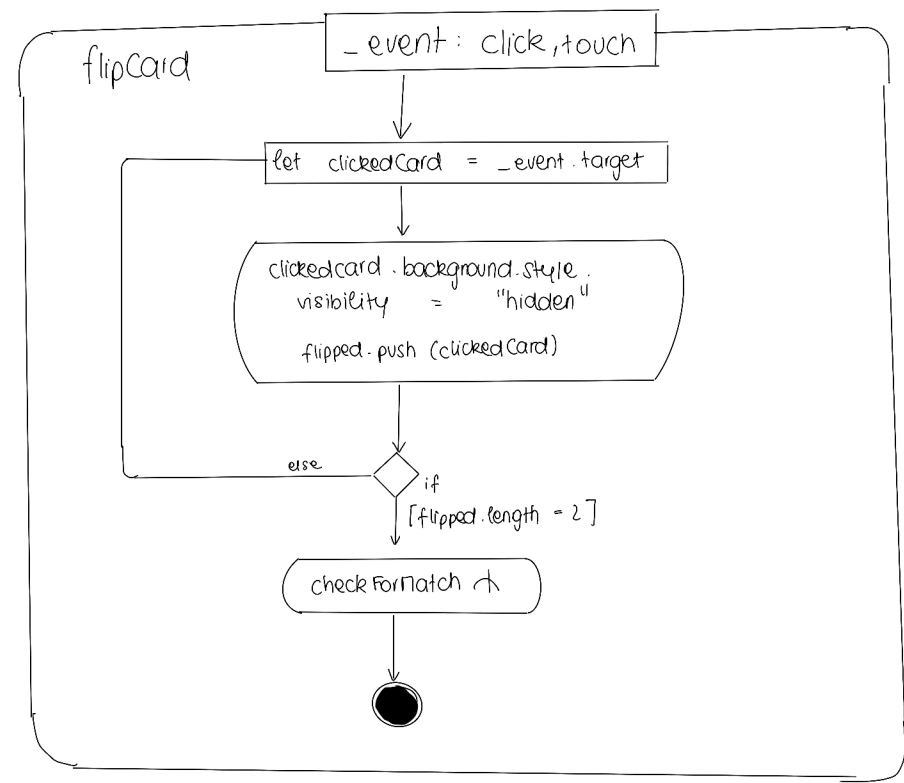 _event: click, touch
flipCard
let clickedCard = _event.target
clickedcard.background.style.
visibility = "hidden"
flipped.push (clickedCard)
else
if
[flipped.length = 2]
checkForMatch